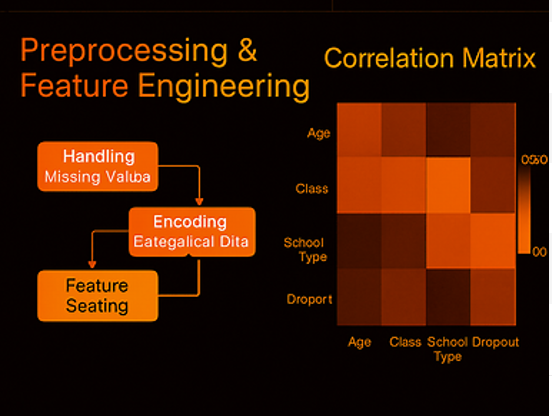 Preprocessing &
Feature Engineering
Handling
Missing Valuba
Encoding
Eategalical Dita
Feature
Seating
Correlation Matrix
Age
Class
School
Type
Droport
Age Class School Dropout
Type
00